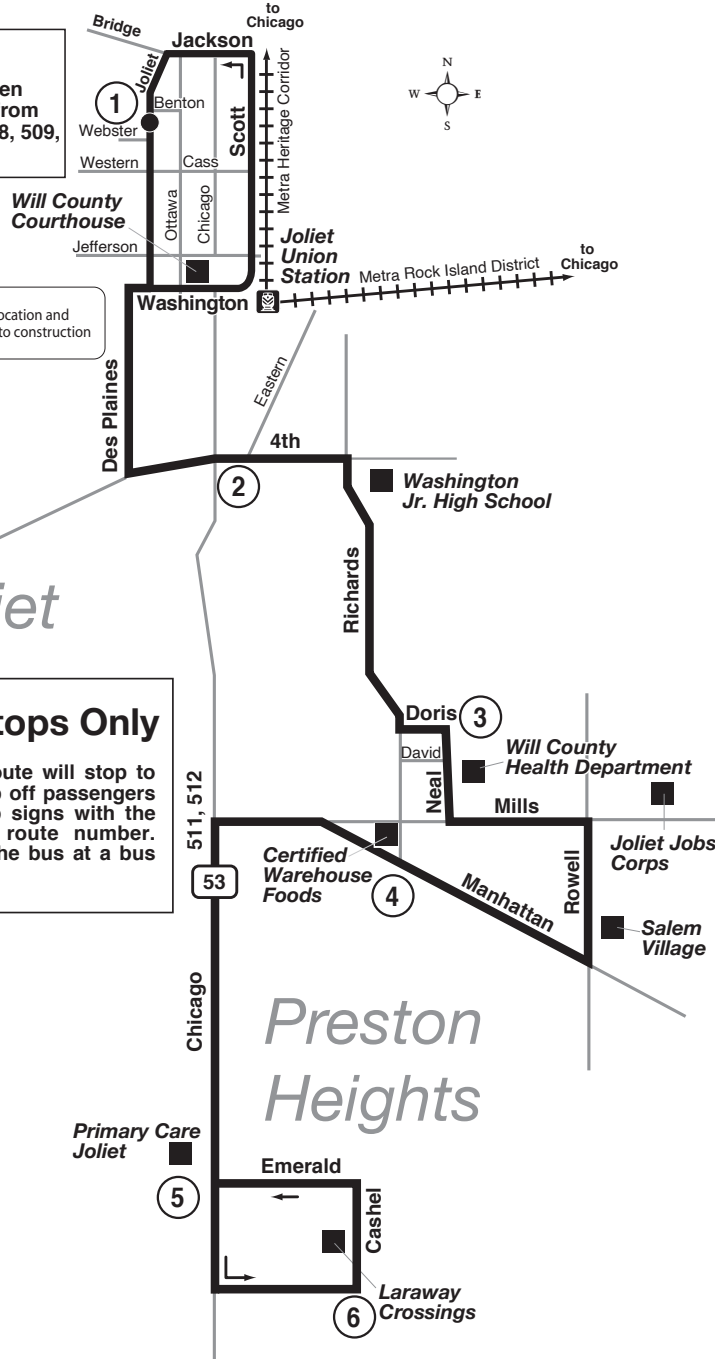 to
Chicago
Bridge
Jackson
en
rom
8, 509,
Joliet
1
Benton
Webster
Scott
Metra Heritage Corridor
N
W
E
S
Western
Cass
Will County
Courthouse
Ottawa
Chicago
Jefferson
Joliet
Union
Station
Metra Rock Island District
to
Chicago
Washington
ocation and
to construction
Des Plaines
Eastern
4th
2
Washington
Jr. High School
iet
Richards
tops Only
oute will stop to
p off passengers
p signs with the
route number.
he bus at a bus
Doris
3
David
Neal
Will County
Health Department
Mills
Joliet Jobs
Corps
511, 512
53
Certified
Warehouse
Foods
4
Manhattan
Rowell
Salem
Village
Chicago
Preston
Heights
Primary Care
Joliet
5
Emerald
Cashel
Laraway
Crossings
6